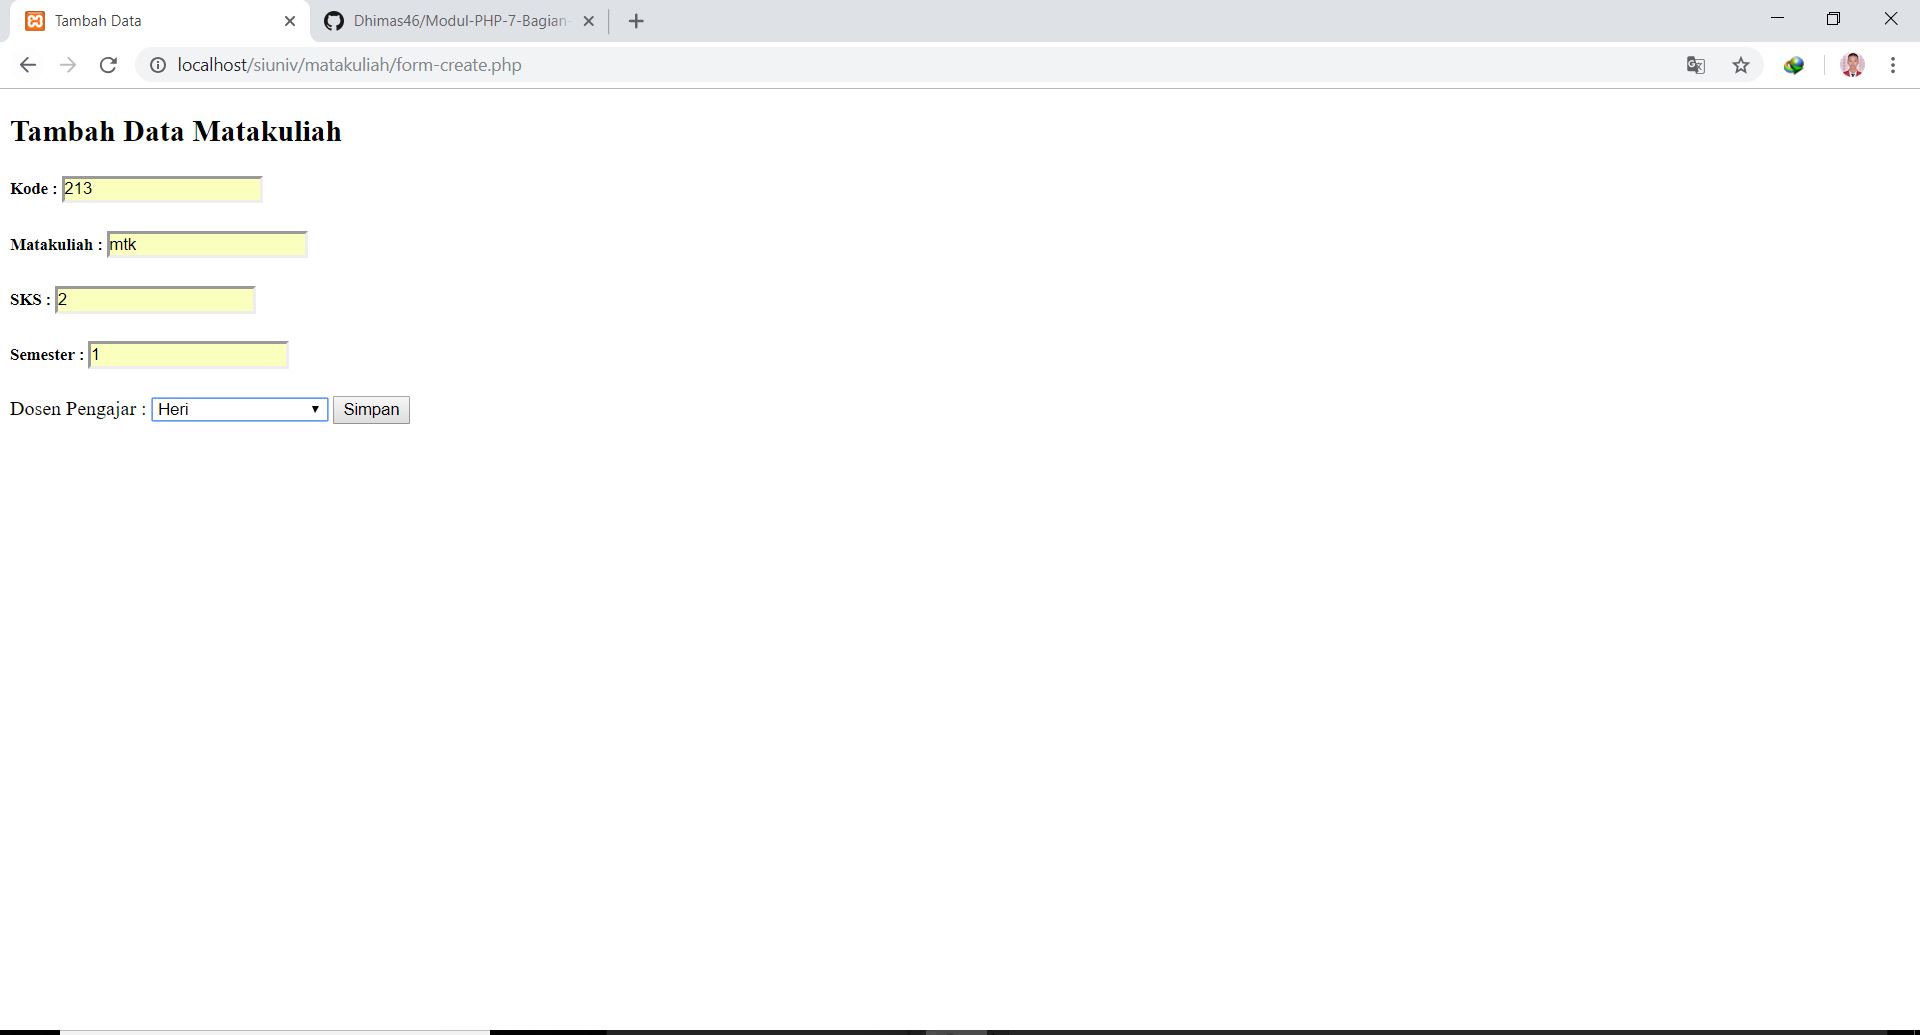 Tambah Data
Dhimas46/Modul-PHP-7-Bagian-
localhost/siuniv/matakuliah/form-create.php
Tambah Data Matakuliah
Kode : 213
Matakuliah : mtk
SKS : 2
Semester : 1
Dosen Pengajar : Heri Simpan